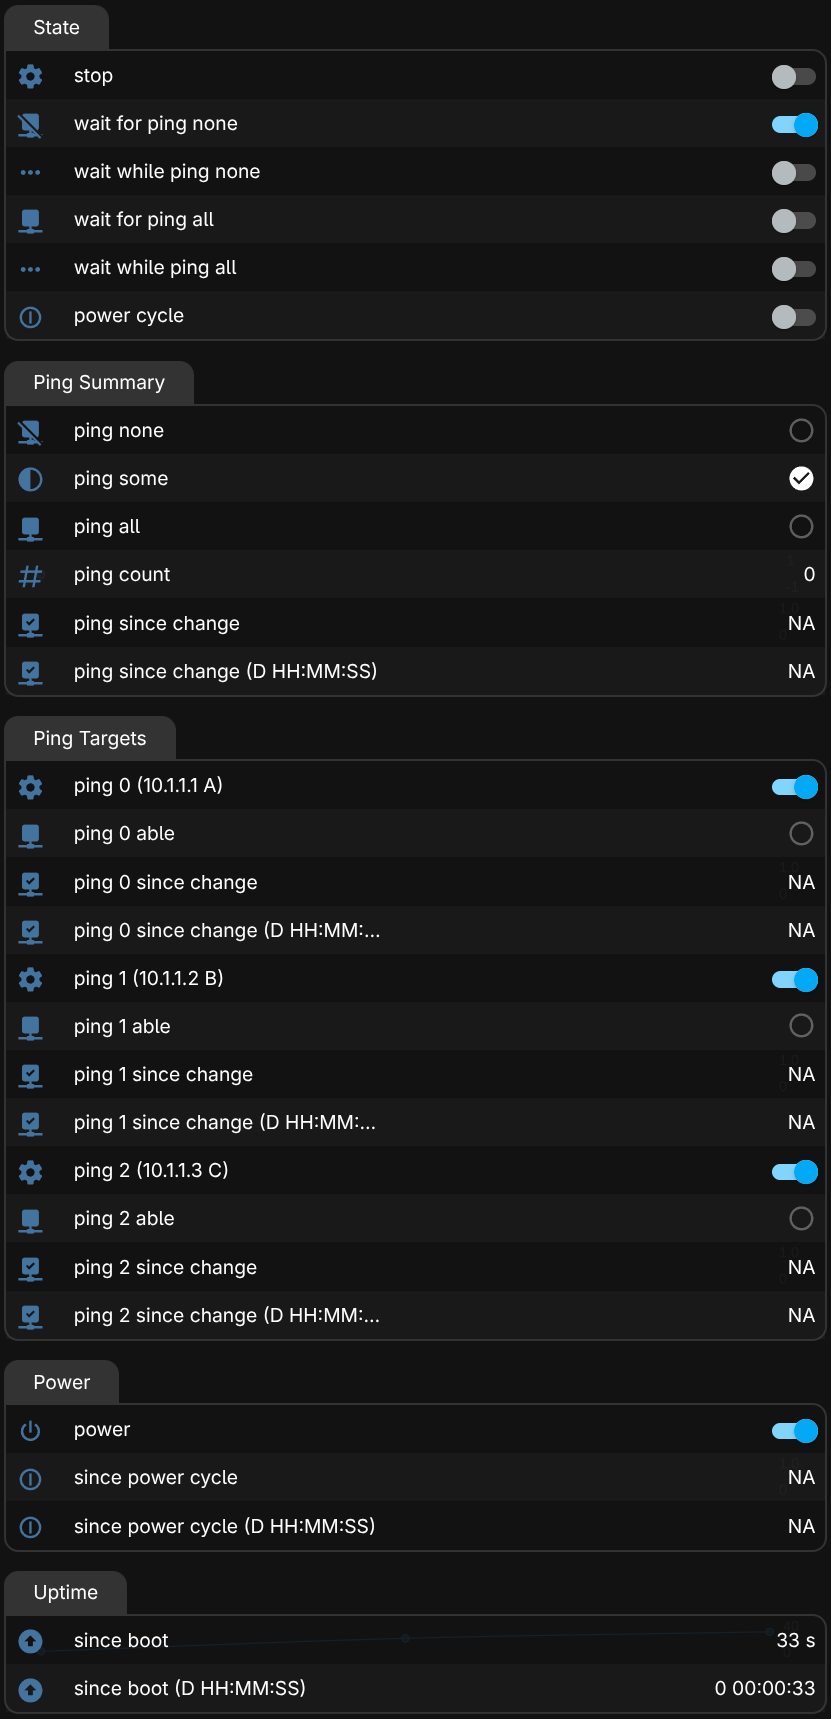 State
stop
wait for ping none
wait while ping none
wait for ping all
wait while ping all
power cycle
Ping Summary
ping none
ping some
ping all
ping count 0
ping since change NA
ping since change (D HH:MM:SS) NA
Ping Targets
ping 0 (10.1.1.1 A)
ping 0 able
ping 0 since change NA
ping 0 since change (D HH:MM:... NA
ping 1 (10.1.1.2 B)
ping 1 able
ping 1 since change NA
ping 1 since change (D HH:MM:... NA
ping 2 (10.1.1.3 C)
ping 2 able
ping 2 since change NA
ping 2 since change (D HH:MM:... NA
Power
power
since power cycle NA
since power cycle (D HH:MM:SS) NA
Uptime
since boot 33 s
since boot (D HH:MM:SS) 0 00:00:33